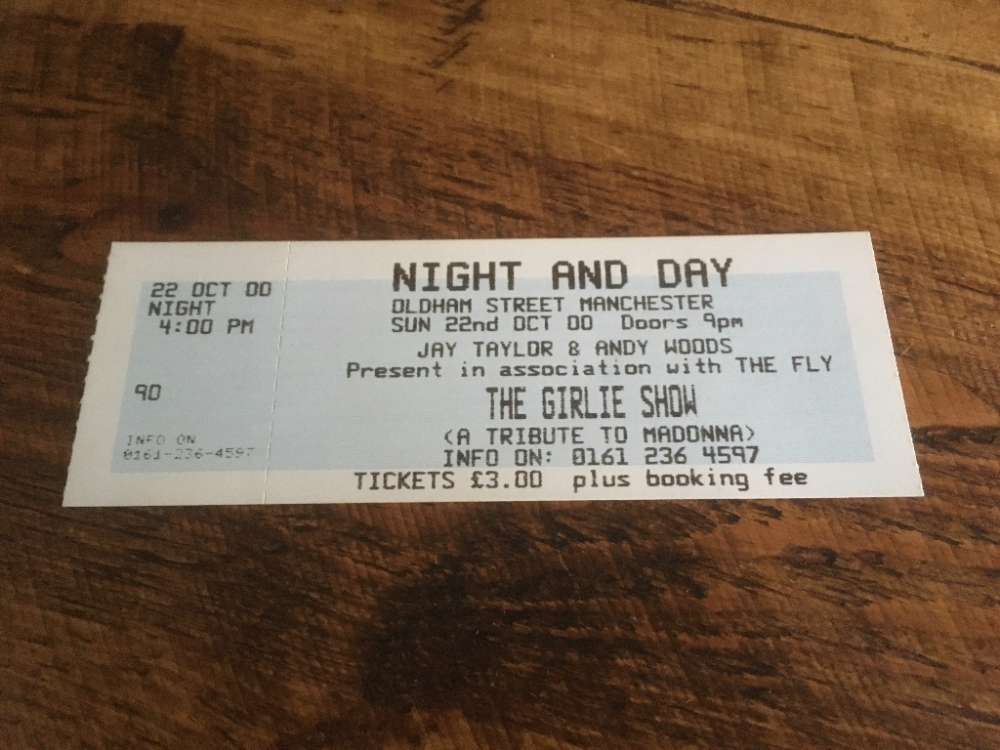 22 OCT 00
NIGHT
4:00 PM
90
INFO ON
0161-236-4597
NIGHT AND DAY
OLDHAM STREET MANCHESTER
SUN 22nd OCT 00 Doors 9pm
JAY TAYLOR & ANDY WOODS
Present in association with THE FLY
THE GIRLIE SHOW
(A TRIBUTE TO MADONNA)
INFO ON: 0161 236 4597
TICKETS £3.00 plus booking fee